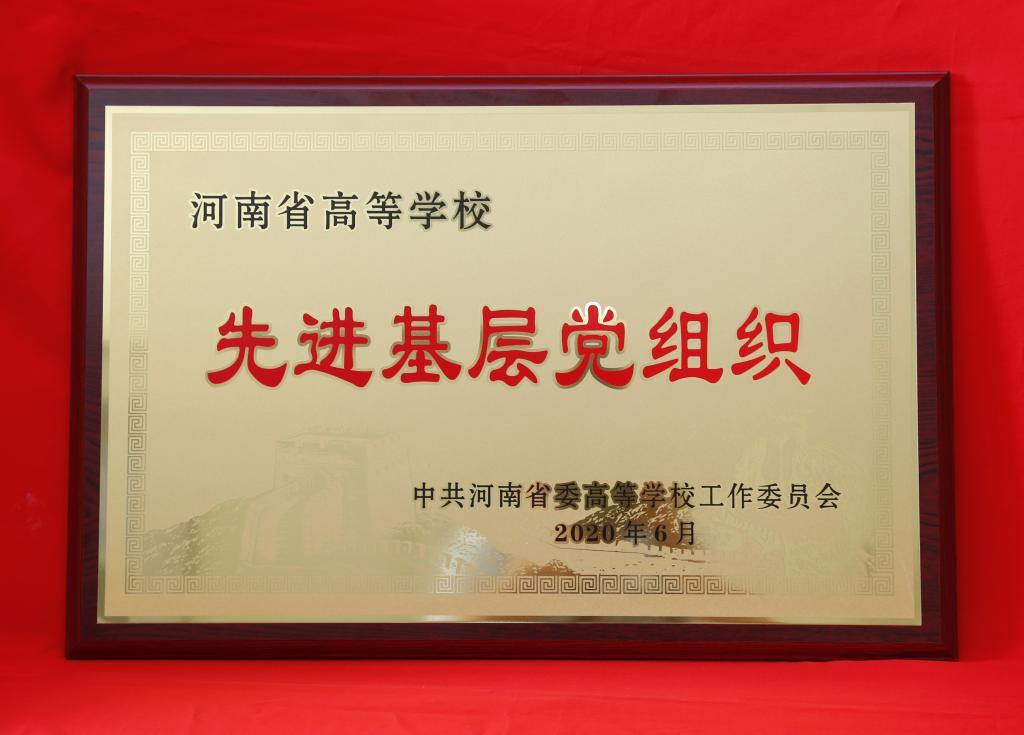 河南省高等学校
先进基层党组织
中共河南省委高等学校工作委员会
2020年6月